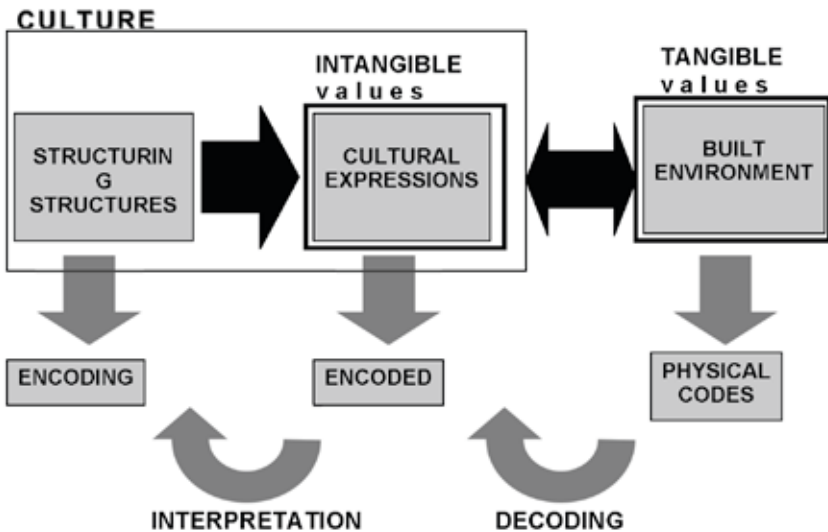 CULTURE
INTANGIBLE
values
TANGIBLE
values
STRUCTURIN
G
STRUCTURES
CULTURAL
EXPRESSIONS
BUILT
ENVIRONMENT
ENCODING
ENCODED
PHYSICAL
CODES
INTERPRETATION
DECODING